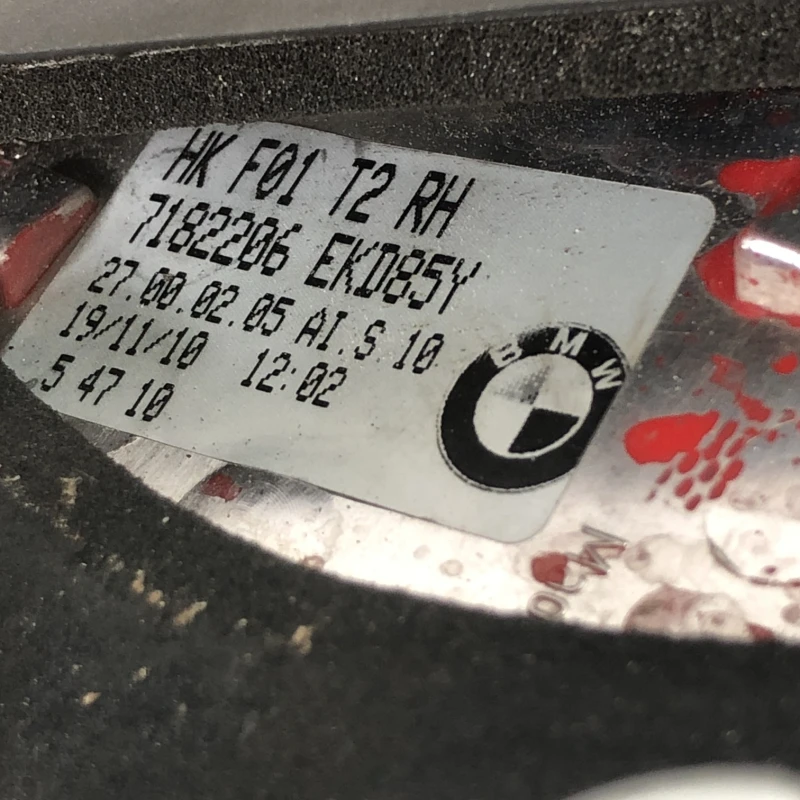 HK F01 T2 RH
7182206 EKD85Y
27.00.02.05 AI.S 10
19/11/10 12:02
5 47 10
BMW